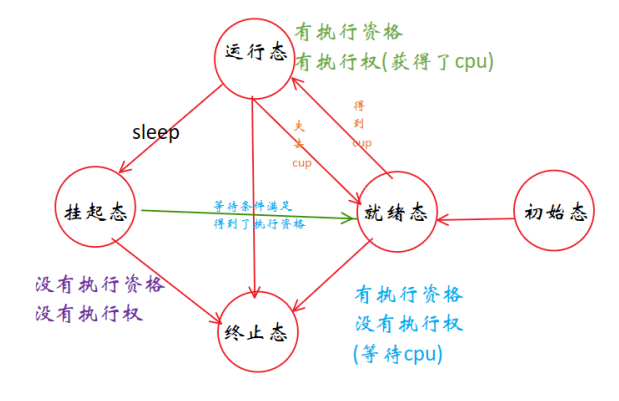 有执行资格
运行态
有执行权(获得了cpu)
得
到
cup
失
去
cup
sleep
挂起态
等待条件满足
得到了执行资格
就绪态
初始态
没有执行资格
没有执行权
有执行资格
没有执行权
(等待cpu)
终止态